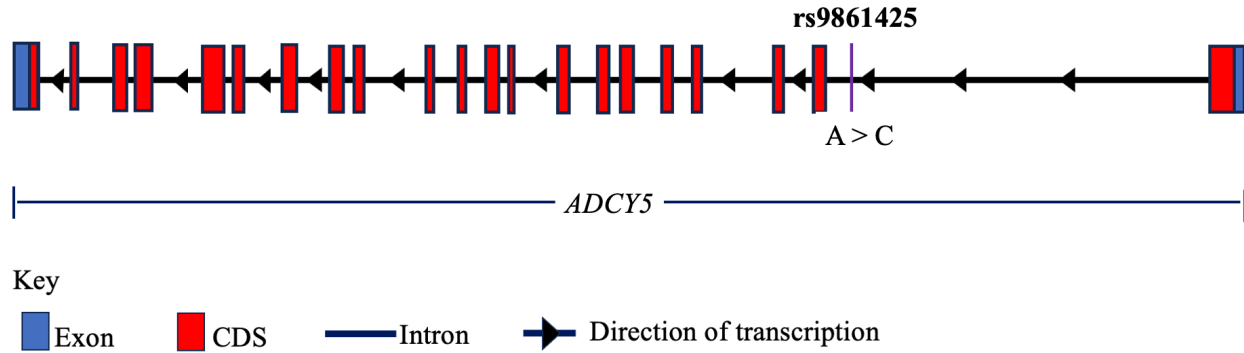 rs9861425
A > C
ADCY5
Key
Exon
CDS
Intron
Direction of transcription